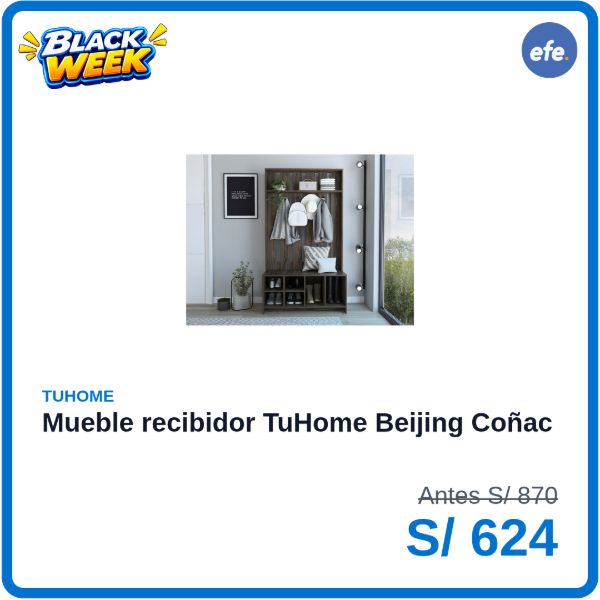 BLACK
WEEK
efe.
TUHOME
Mueble recibidor TuHome Beijing Coñac
Antes S/ 870
S/ 624